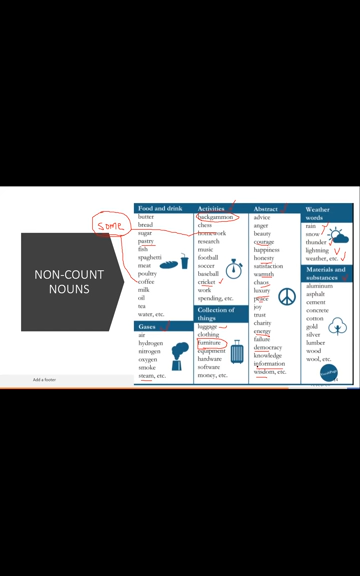 some
NON-COUNT
NOUNS
Add a footer
Food and drink
butter
bread
sugar
pastry
fish
spaghetti
meat
poultry
coffee
milk
oil
tea
water, etc.
Gases
air
hydrogen
nitrogen
oxygen
smoke
steam, etc.
Activities
backgammon
chess
homework
research
music
football
soccer
baseball
cricket
work
spending, etc.
Collection of
things
luggage
clothing
furniture
equipment
hardware
software
money, etc.
Abstract
advice
anger
beauty
courage
happiness
honesty
satisfaction
warmth
chaos
luxury
peace
joy
trust
charity
energy
failure
democracy
knowledge
information
wisdom, etc.
Weather
words
rain
snow
thunder
lightning
weather, etc.
Materials and
substances
aluminum
asphalt
cement
concrete
cotton
gold
silver
lumber
wood
wool, etc.